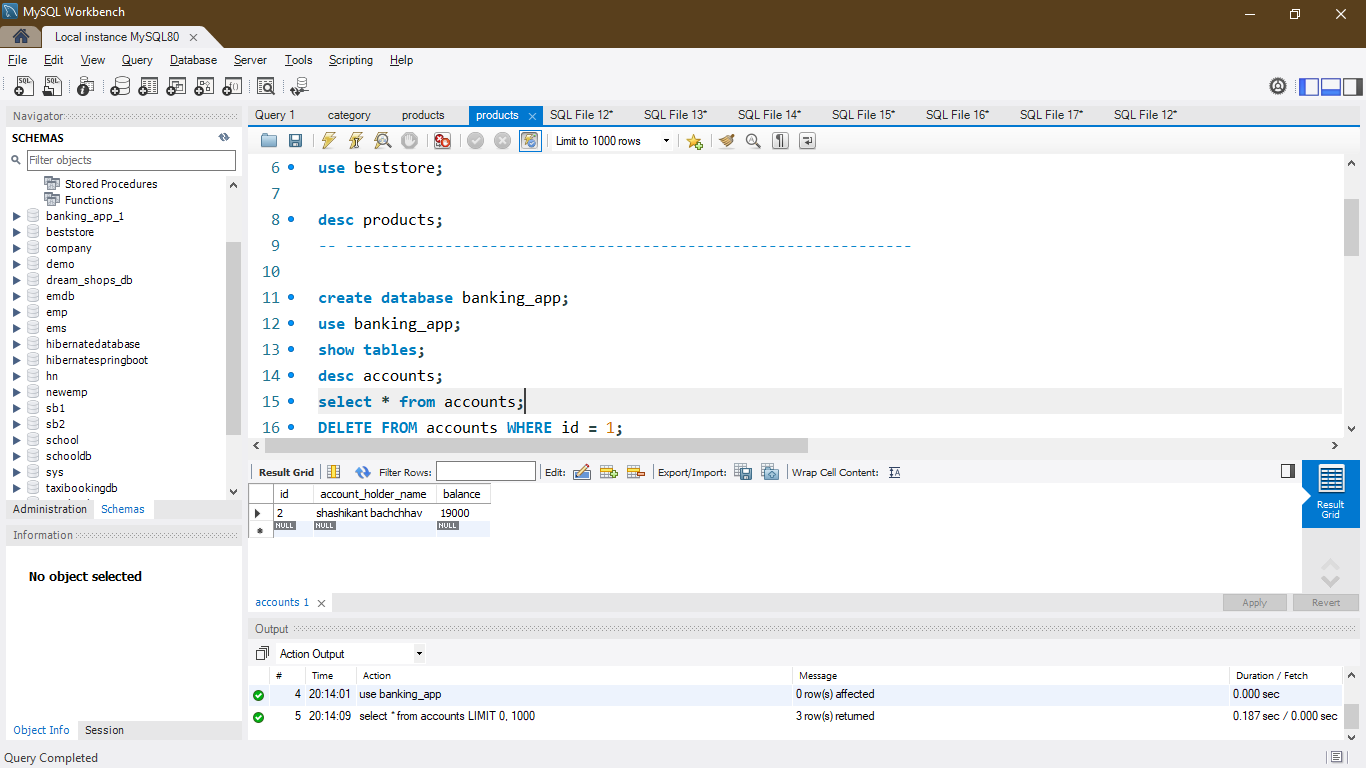 MySQL Workbench
Local instance MySQL80
File Edit View Query Database Server Tools Scripting Help
Navigator
SCHEMAS
Filter objects
Stored Procedures
Functions
banking_app_1
beststore
company
demo
dream_shops_db
emdb
emp
ems
hibernatedatabase
hibernatespringboot
hn
newemp
sb1
sb2
school
schooldb
sys
taxibookingdb
Administration Schemas
Information
No object selected
Object Info Session
Query 1 category products products SQL File 12* SQL File 13* SQL File 14* SQL File 15* SQL File 16* SQL File 17* SQL File 12*
Limit to 1000 rows
6 use beststore;
7
8 desc products;
9 -- ---------------------------------------------------------------
10
11 create database banking_app;
12 use banking_app;
13 show tables;
14 desc accounts;
15 select * from accounts;
16 DELETE FROM accounts WHERE id = 1;
Result Grid Filter Rows: Edit: Export/Import: Wrap Cell Content:
id account_holder_name balance
2 shashikant bachchhav 19000
NULL NULL NULL
Result Grid
accounts 1 Apply Revert
Output
Action Output
# Time Action Message Duration / Fetch
4 20:14:01 use banking_app 0 row(s) affected 0.000 sec
5 20:14:09 select * from accounts LIMIT 0, 1000 3 row(s) returned 0.187 sec / 0.000 sec
Query Completed